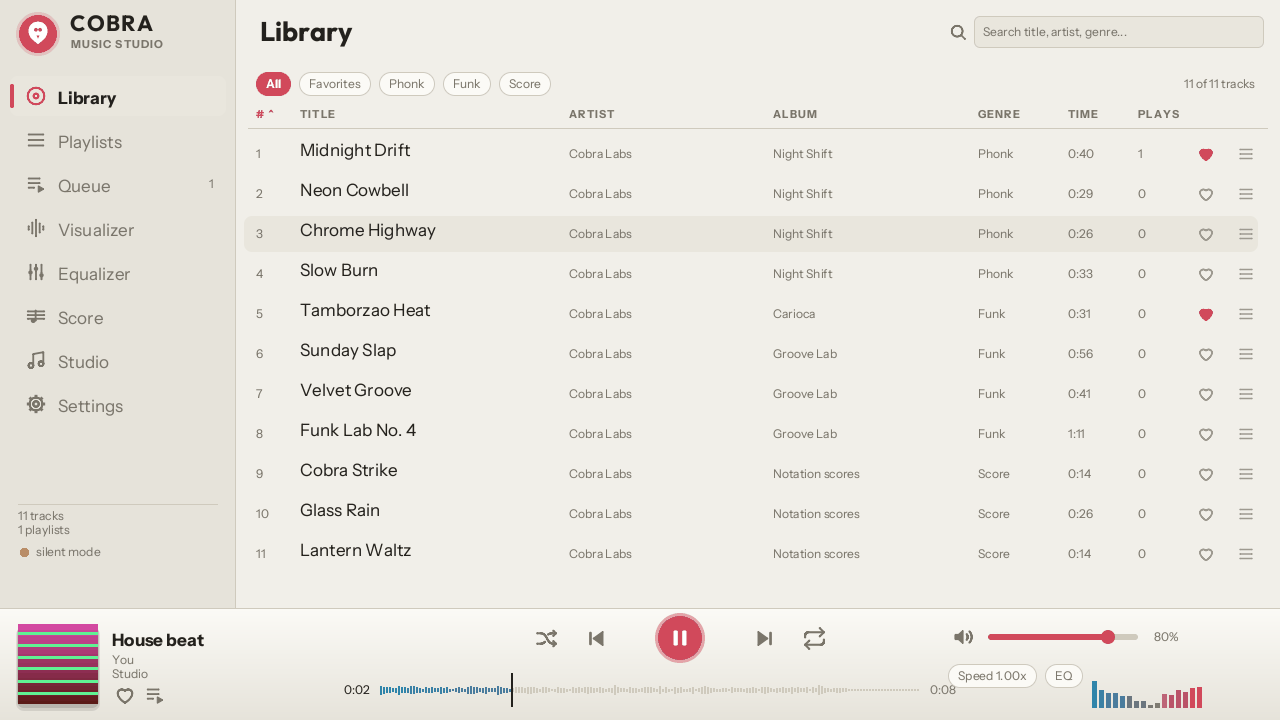 COBRA
MUSIC STUDIO
Library
Playlists
Queue 1
Visualizer
Equalizer
Score
Studio
Settings
11 tracks
1 playlists
silent mode
Library
Search title, artist, genre...
All Favorites Phonk Funk Score 11 of 11 tracks
# ^ TITLE ARTIST ALBUM GENRE TIME PLAYS
1 Midnight Drift Cobra Labs Night Shift Phonk 0:40 1
2 Neon Cowbell Cobra Labs Night Shift Phonk 0:29 0
3 Chrome Highway Cobra Labs Night Shift Phonk 0:26 0
4 Slow Burn Cobra Labs Night Shift Phonk 0:33 0
5 Tamborzao Heat Cobra Labs Carioca Funk 0:31 0
6 Sunday Slap Cobra Labs Groove Lab Funk 0:56 0
7 Velvet Groove Cobra Labs Groove Lab Funk 0:41 0
8 Funk Lab No. 4 Cobra Labs Groove Lab Funk 1:11 0
9 Cobra Strike Cobra Labs Notation scores Score 0:14 0
10 Glass Rain Cobra Labs Notation scores Score 0:26 0
11 Lantern Waltz Cobra Labs Notation scores Score 0:14 0
House beat
You
Studio
0:02 0:08
80%
Speed 1.00x EQ